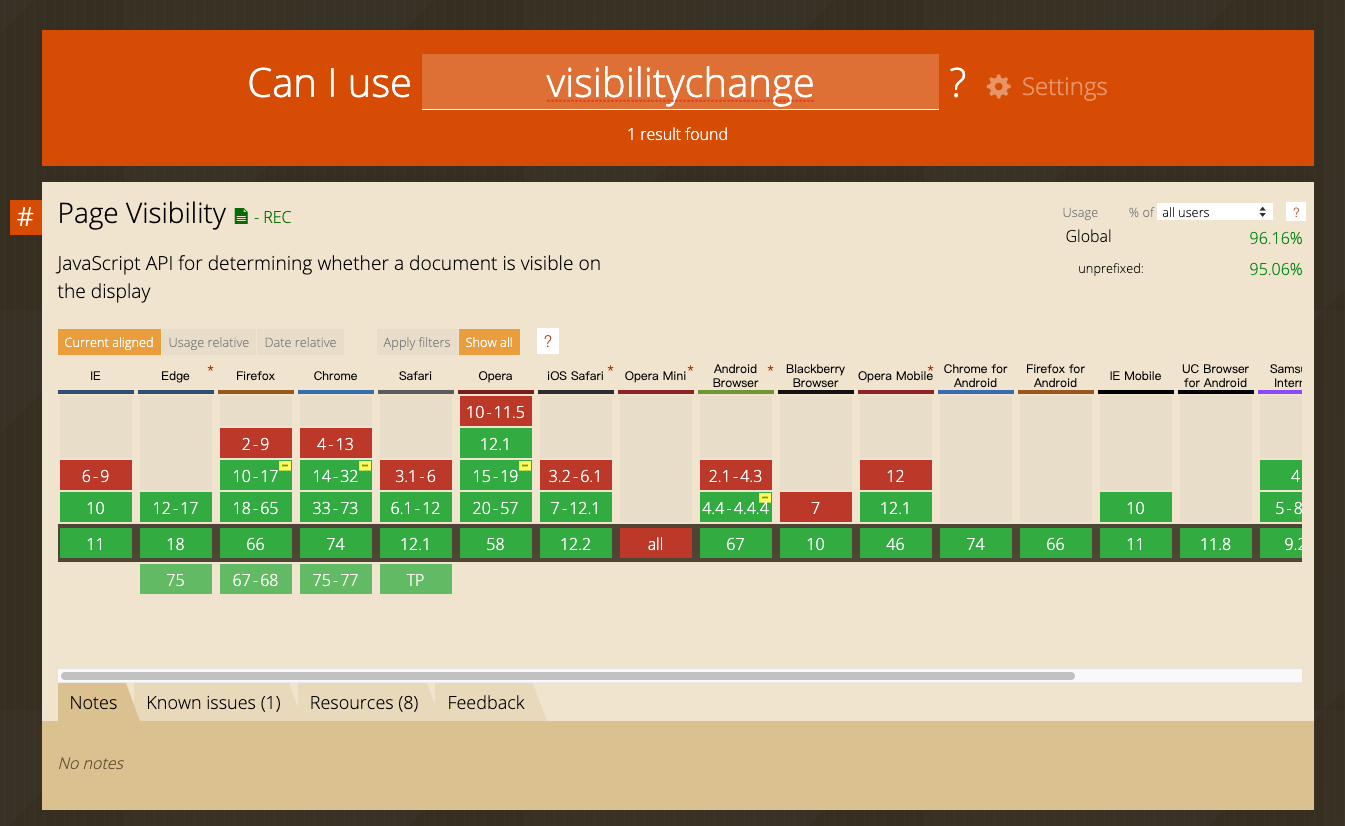 Can I use visibilitychange ? Settings
1 result found
#
Page Visibility - REC
Usage % of all users ?
Global 96.16%
unprefixed: 95.06%
JavaScript API for determining whether a document is visible on
the display
Current aligned Usage relative Date relative Apply filters Show all ?
IE Edge * Firefox Chrome Safari Opera iOS Safari * Opera Mini * Android Browser * Blackberry Browser Opera Mobile * Chrome for Android Firefox for Android IE Mobile UC Browser for Android Samsu Intern
10-11.5
2-9 4-13 12.1
6-9 10-17 14-32 3.1-6 15-19 3.2-6.1 2.1-4.3 12 4
10 12-17 18-65 33-73 6.1-12 20-57 7-12.1 4.4-4.4.4 7 12.1 10 5-8
11 18 66 74 12.1 58 12.2 all 67 10 46 74 66 11 11.8 9.2
75 67-68 75-77 TP
Notes Known issues (1) Resources (8) Feedback
No notes